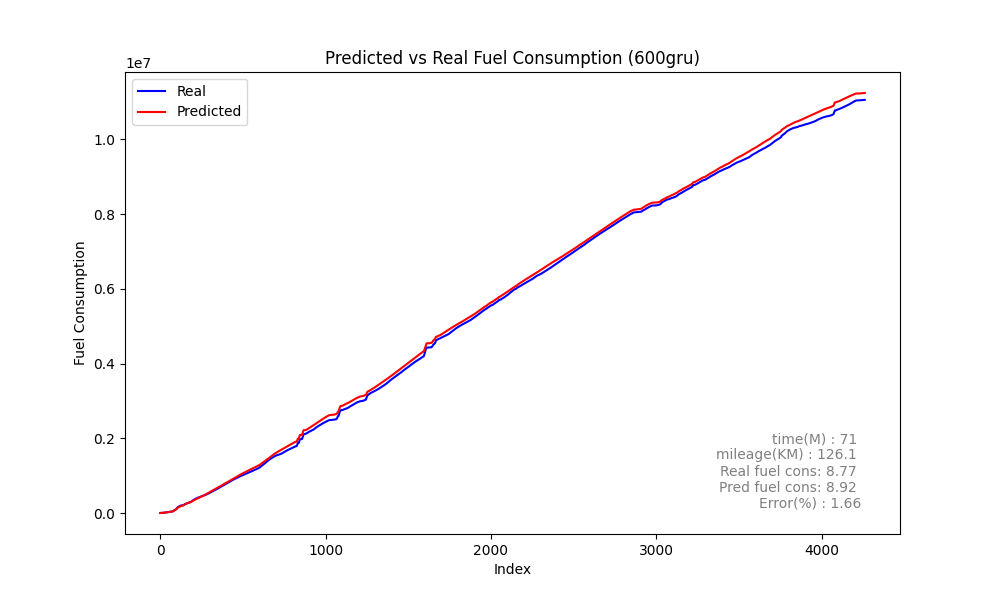 Predicted vs Real Fuel Consumption (600gru)
1e7
Real
Predicted
1.0
0.8
0.6
0.4
0.2
0.0
Fuel Consumption
time(M) : 71
mileage(KM) : 126.1
Real fuel cons: 8.77
Pred fuel cons: 8.92
Error(%) : 1.66
0 1000 2000 3000 4000
Index